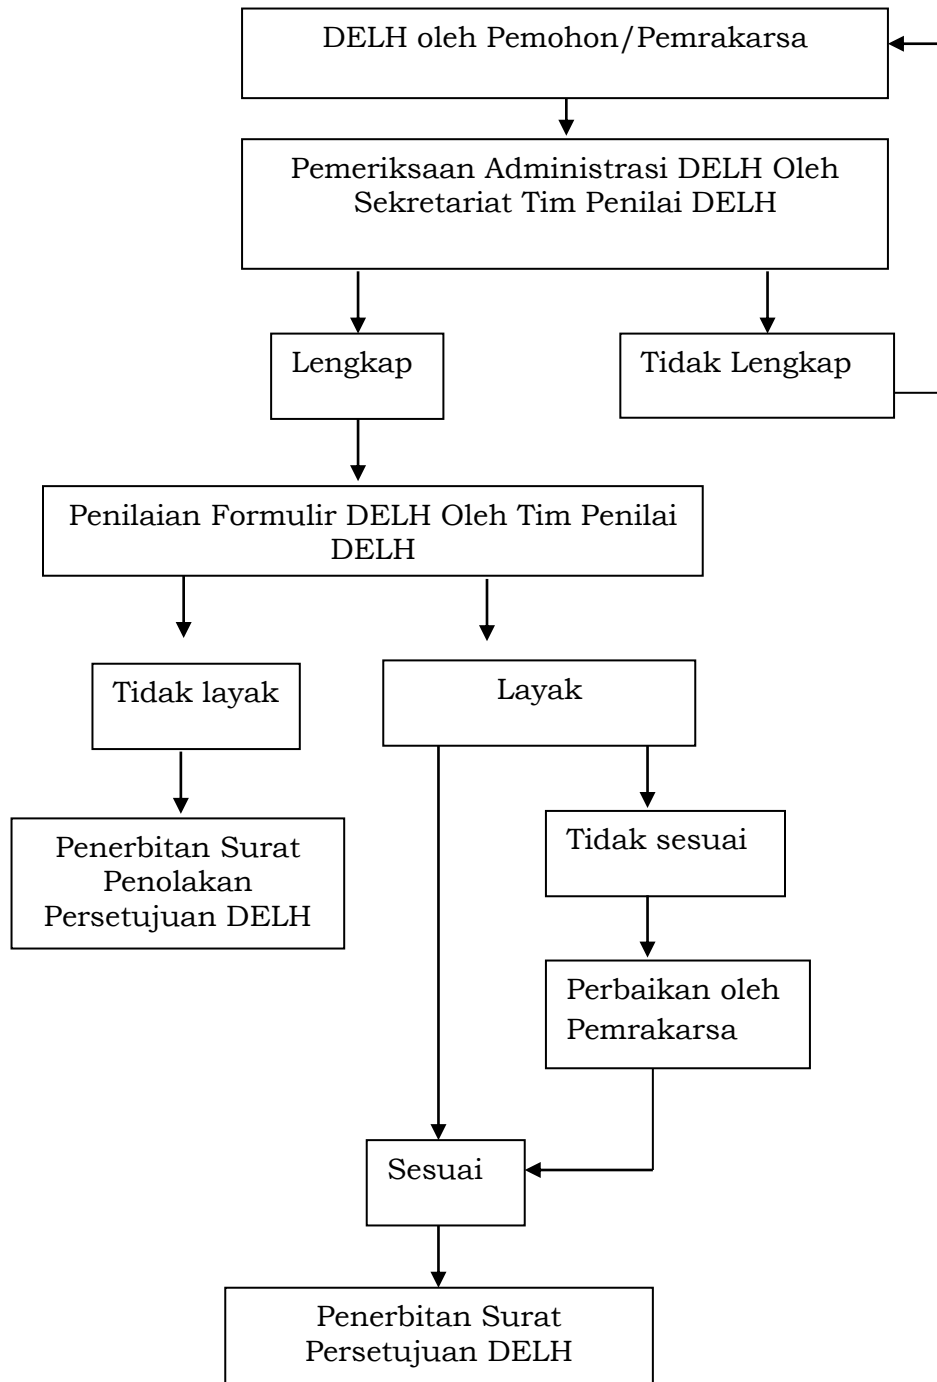 DELH oleh Pemohon/Pemrakarsa
Pemeriksaan Administrasi DELH Oleh
Sekretariat Tim Penilai DELH
Lengkap
Tidak Lengkap
Penilaian Formulir DELH Oleh Tim Penilai
DELH
Tidak layak
Layak
Penerbitan Surat
Penolakan
Persetujuan DELH
Tidak sesuai
Perbaikan oleh
Pemrakarsa
Sesuai
Penerbitan Surat
Persetujuan DELH